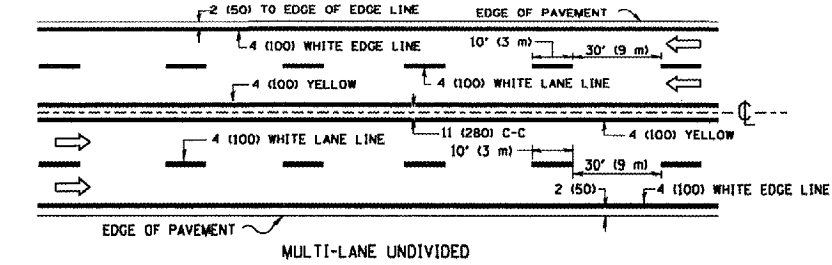 2 (50) TO EDGE OF EDGE LINE
EDGE OF PAVEMENT
4 (100) WHITE EDGE LINE
10' (3 m)
30' (9 m)
4 (100) YELLOW
4 (100) WHITE LANE LINE
℄
4 (100) WHITE LANE LINE
11 (280) C-C
4 (100) YELLOW
10' (3 m)
30' (9 m)
2 (50)
4 (100) WHITE EDGE LINE
EDGE OF PAVEMENT
MULTI-LANE UNDIVIDED